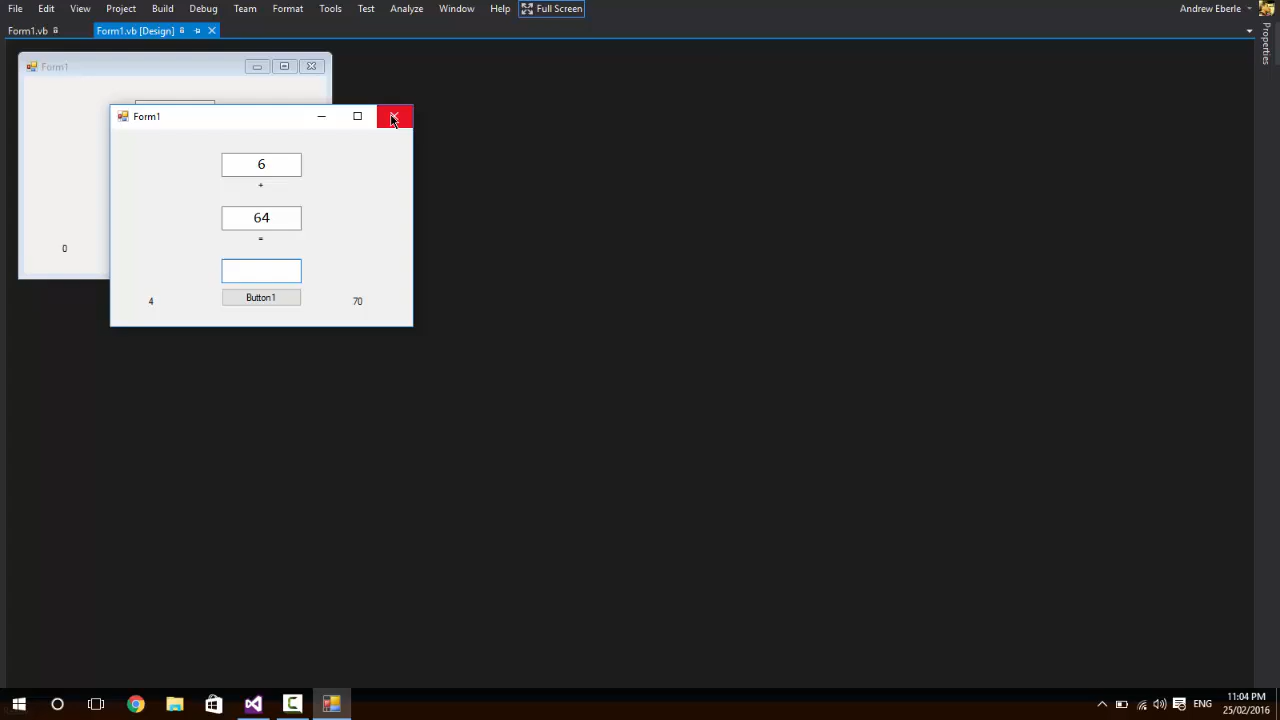 File Edit View Project Build Debug Team Format Tools Test Analyze Window Help Full Screen Andrew Eberle
Form1.vb Form1.vb [Design]
Properties
Form1
Form1
6
+
64
=
0
Button1
4 70
11:04 PM
ENG
25/02/2016